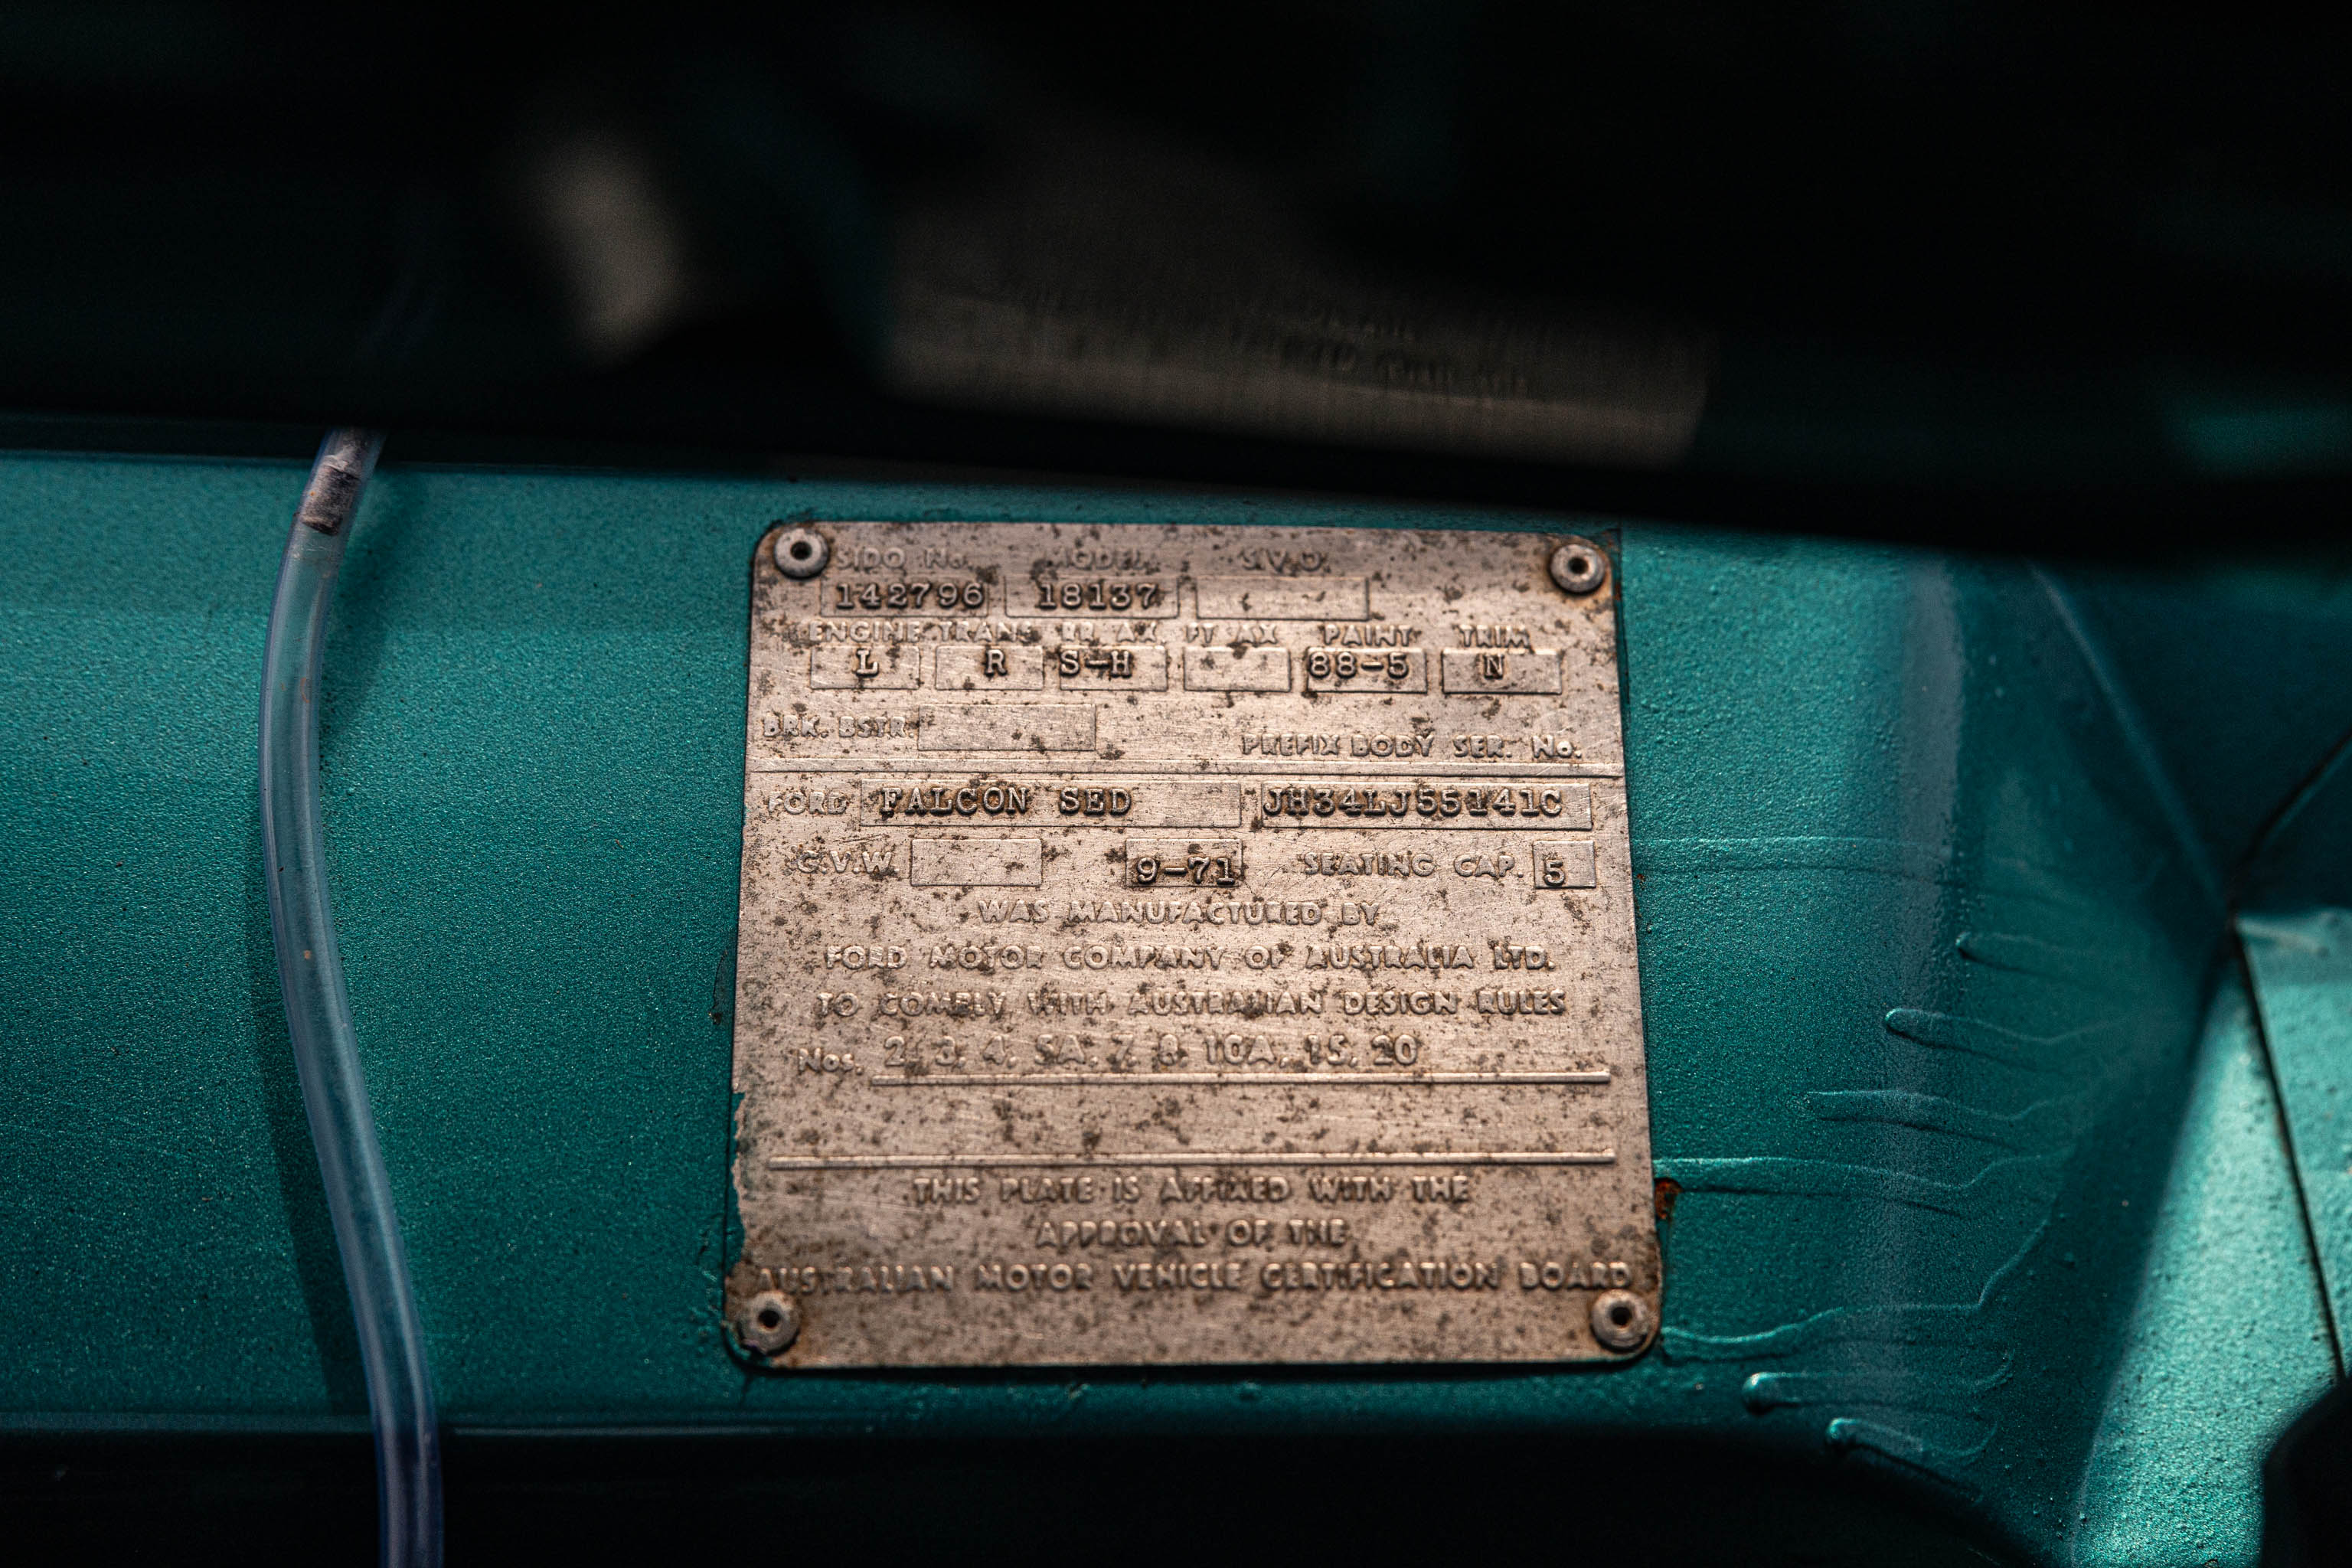 SIDO No. MODEL S.V.O.
142796 18137
ENGINE TRANS RR AX FT AX PAINT TRIM
L R S-H 88-5 N
BRK. BSTR. PREFIX BODY SER. No.
FORD FALCON SED JH34LJ55141C
G.V.W. 9-71 SEATING CAP. 5
WAS MANUFACTURED BY
FORD MOTOR COMPANY OF AUSTRALIA LTD.
TO COMPLY WITH AUSTRALIAN DESIGN RULES
Nos. 2, 3, 4, 5A, 7, 8, 10A, 15, 20
THIS PLATE IS AFFIXED WITH THE
APPROVAL OF THE
AUSTRALIAN MOTOR VEHICLE CERTIFICATION BOARD